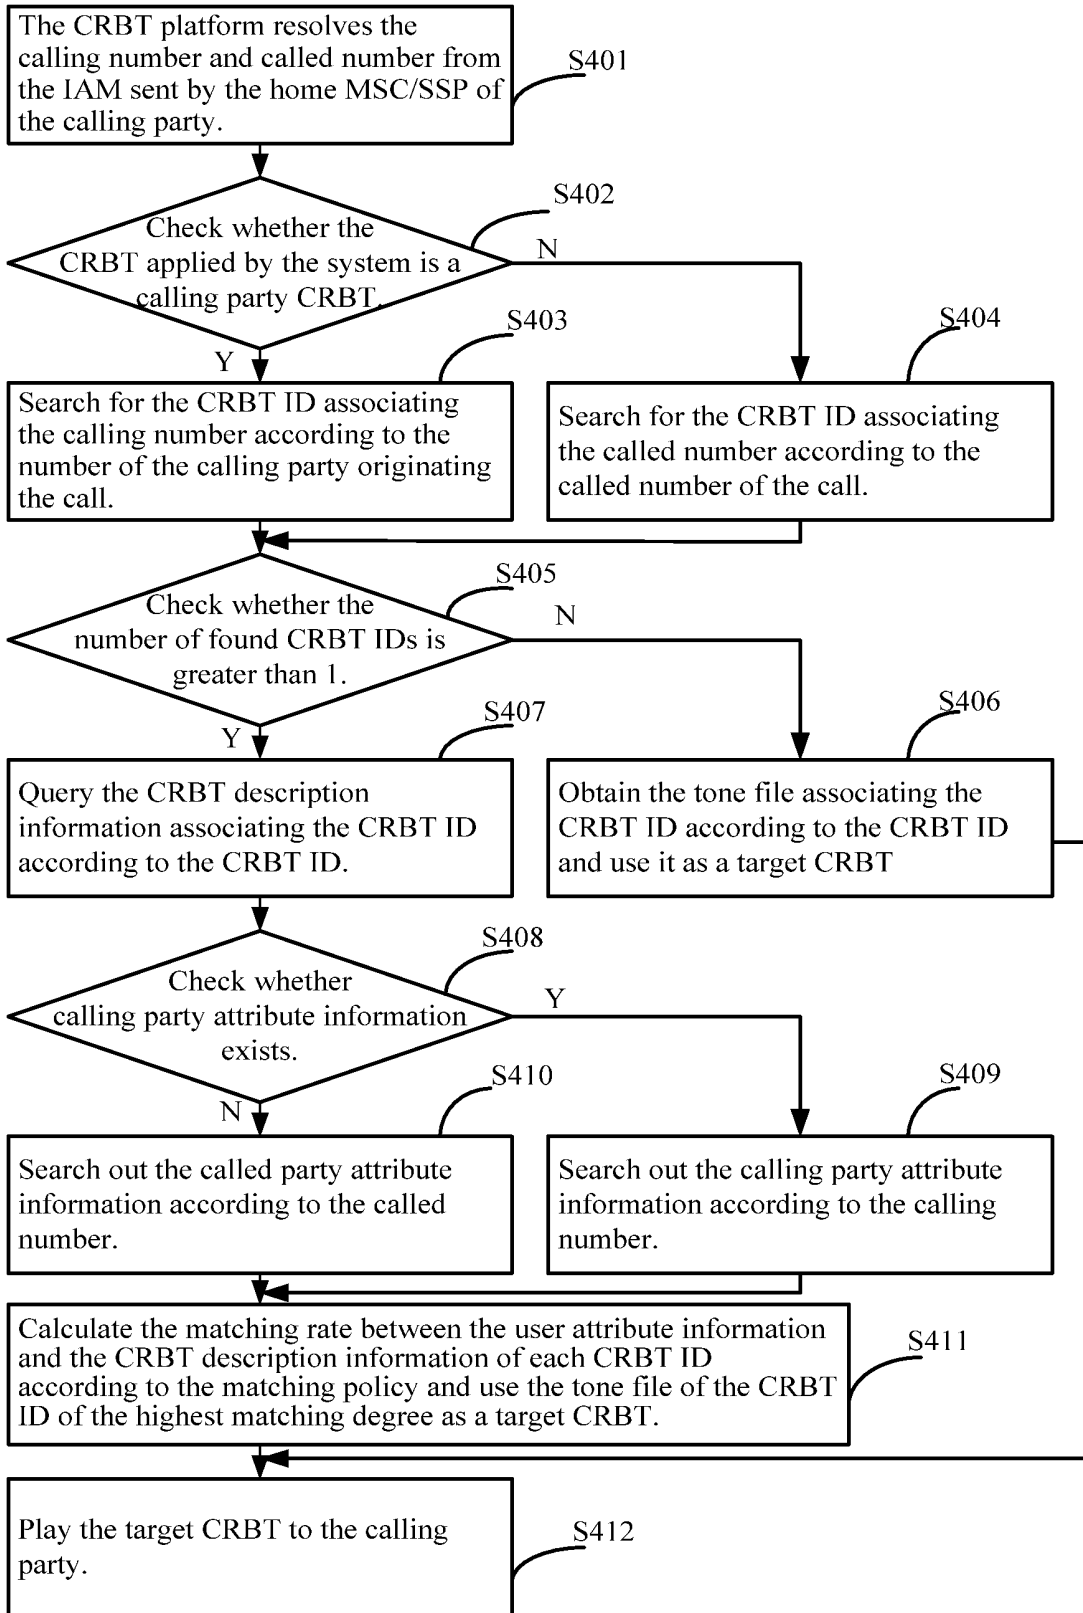 The CRBT platform resolves the
calling number and called number from
the IAM sent by the home MSC/SSP of
the calling party.
S401
S402
Check whether the
CRBT applied by the system is a
calling party CRBT.
N
Y
S403
S404
Search for the CRBT ID associating
the calling number according to the
number of the calling party originating
the call.
Search for the CRBT ID associating
the called number according to the
called number of the call.
S405
Check whether the
number of found CRBT IDs is
greater than 1.
N
Y
S407
S406
Query the CRBT description
information associating the CRBT ID
according to the CRBT ID.
Obtain the tone file associating the
CRBT ID according to the CRBT ID
and use it as a target CRBT
S408
Check whether
calling party attribute information
exists.
Y
N
S410
S409
Search out the called party attribute
information according to the called
number.
Search out the calling party attribute
information according to the calling
number.
Calculate the matching rate between the user attribute information
and the CRBT description information of each CRBT ID
according to the matching policy and use the tone file of the CRBT
ID of the highest matching degree as a target CRBT.
S411
Play the target CRBT to the calling
party.
S412